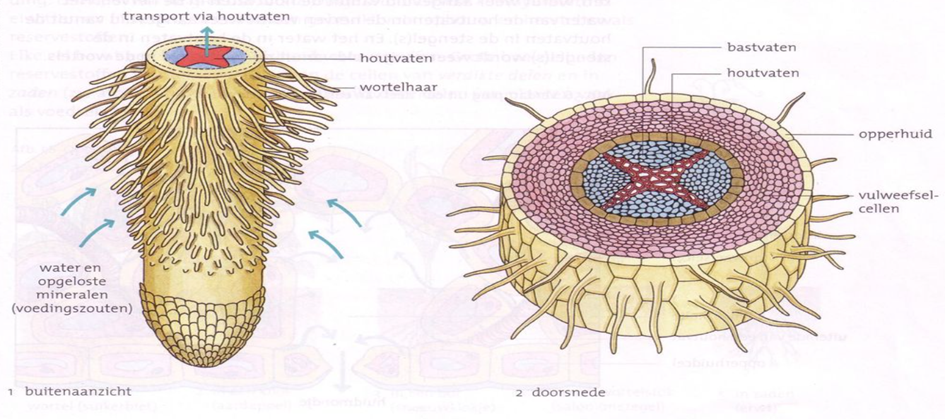 transport via houtvaten
houtvaten
wortelhaar
water en
opgeloste
mineralen
(voedingszouten)
1 buitenaanzicht
bastvaten
houtvaten
opperhuid
vulweefsel-
cellen
2 doorsnede